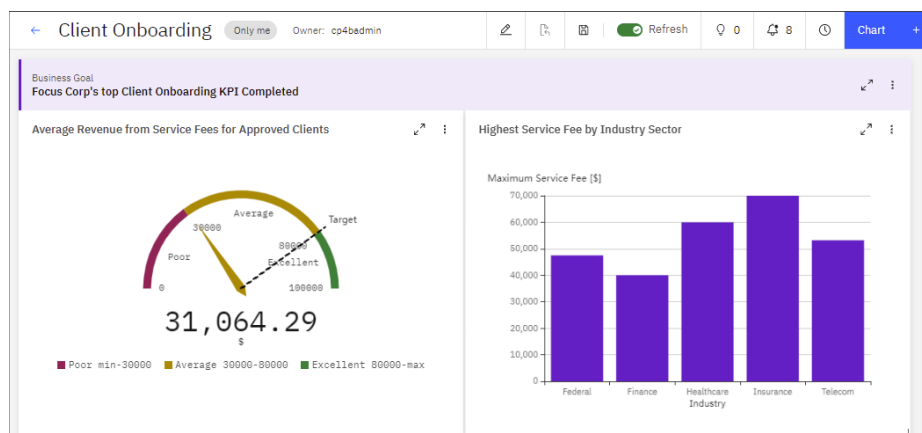 ← Client Onboarding Only me Owner: cp4badmin Refresh 0 8 Chart +
Business Goal
Focus Corp's top Client Onboarding KPI Completed
Average Revenue from Service Fees for Approved Clients
Average
30000
Target
80000
Poor
Excellent
0
100000
31,064.29
$
Poor min-30000 Average 30000-80000 Excellent 80000-max
Highest Service Fee by Industry Sector
Maximum Service Fee [$]
70,000
60,000
50,000
40,000
30,000
20,000
10,000
0
Federal Finance Healthcare Insurance Telecom
Industry